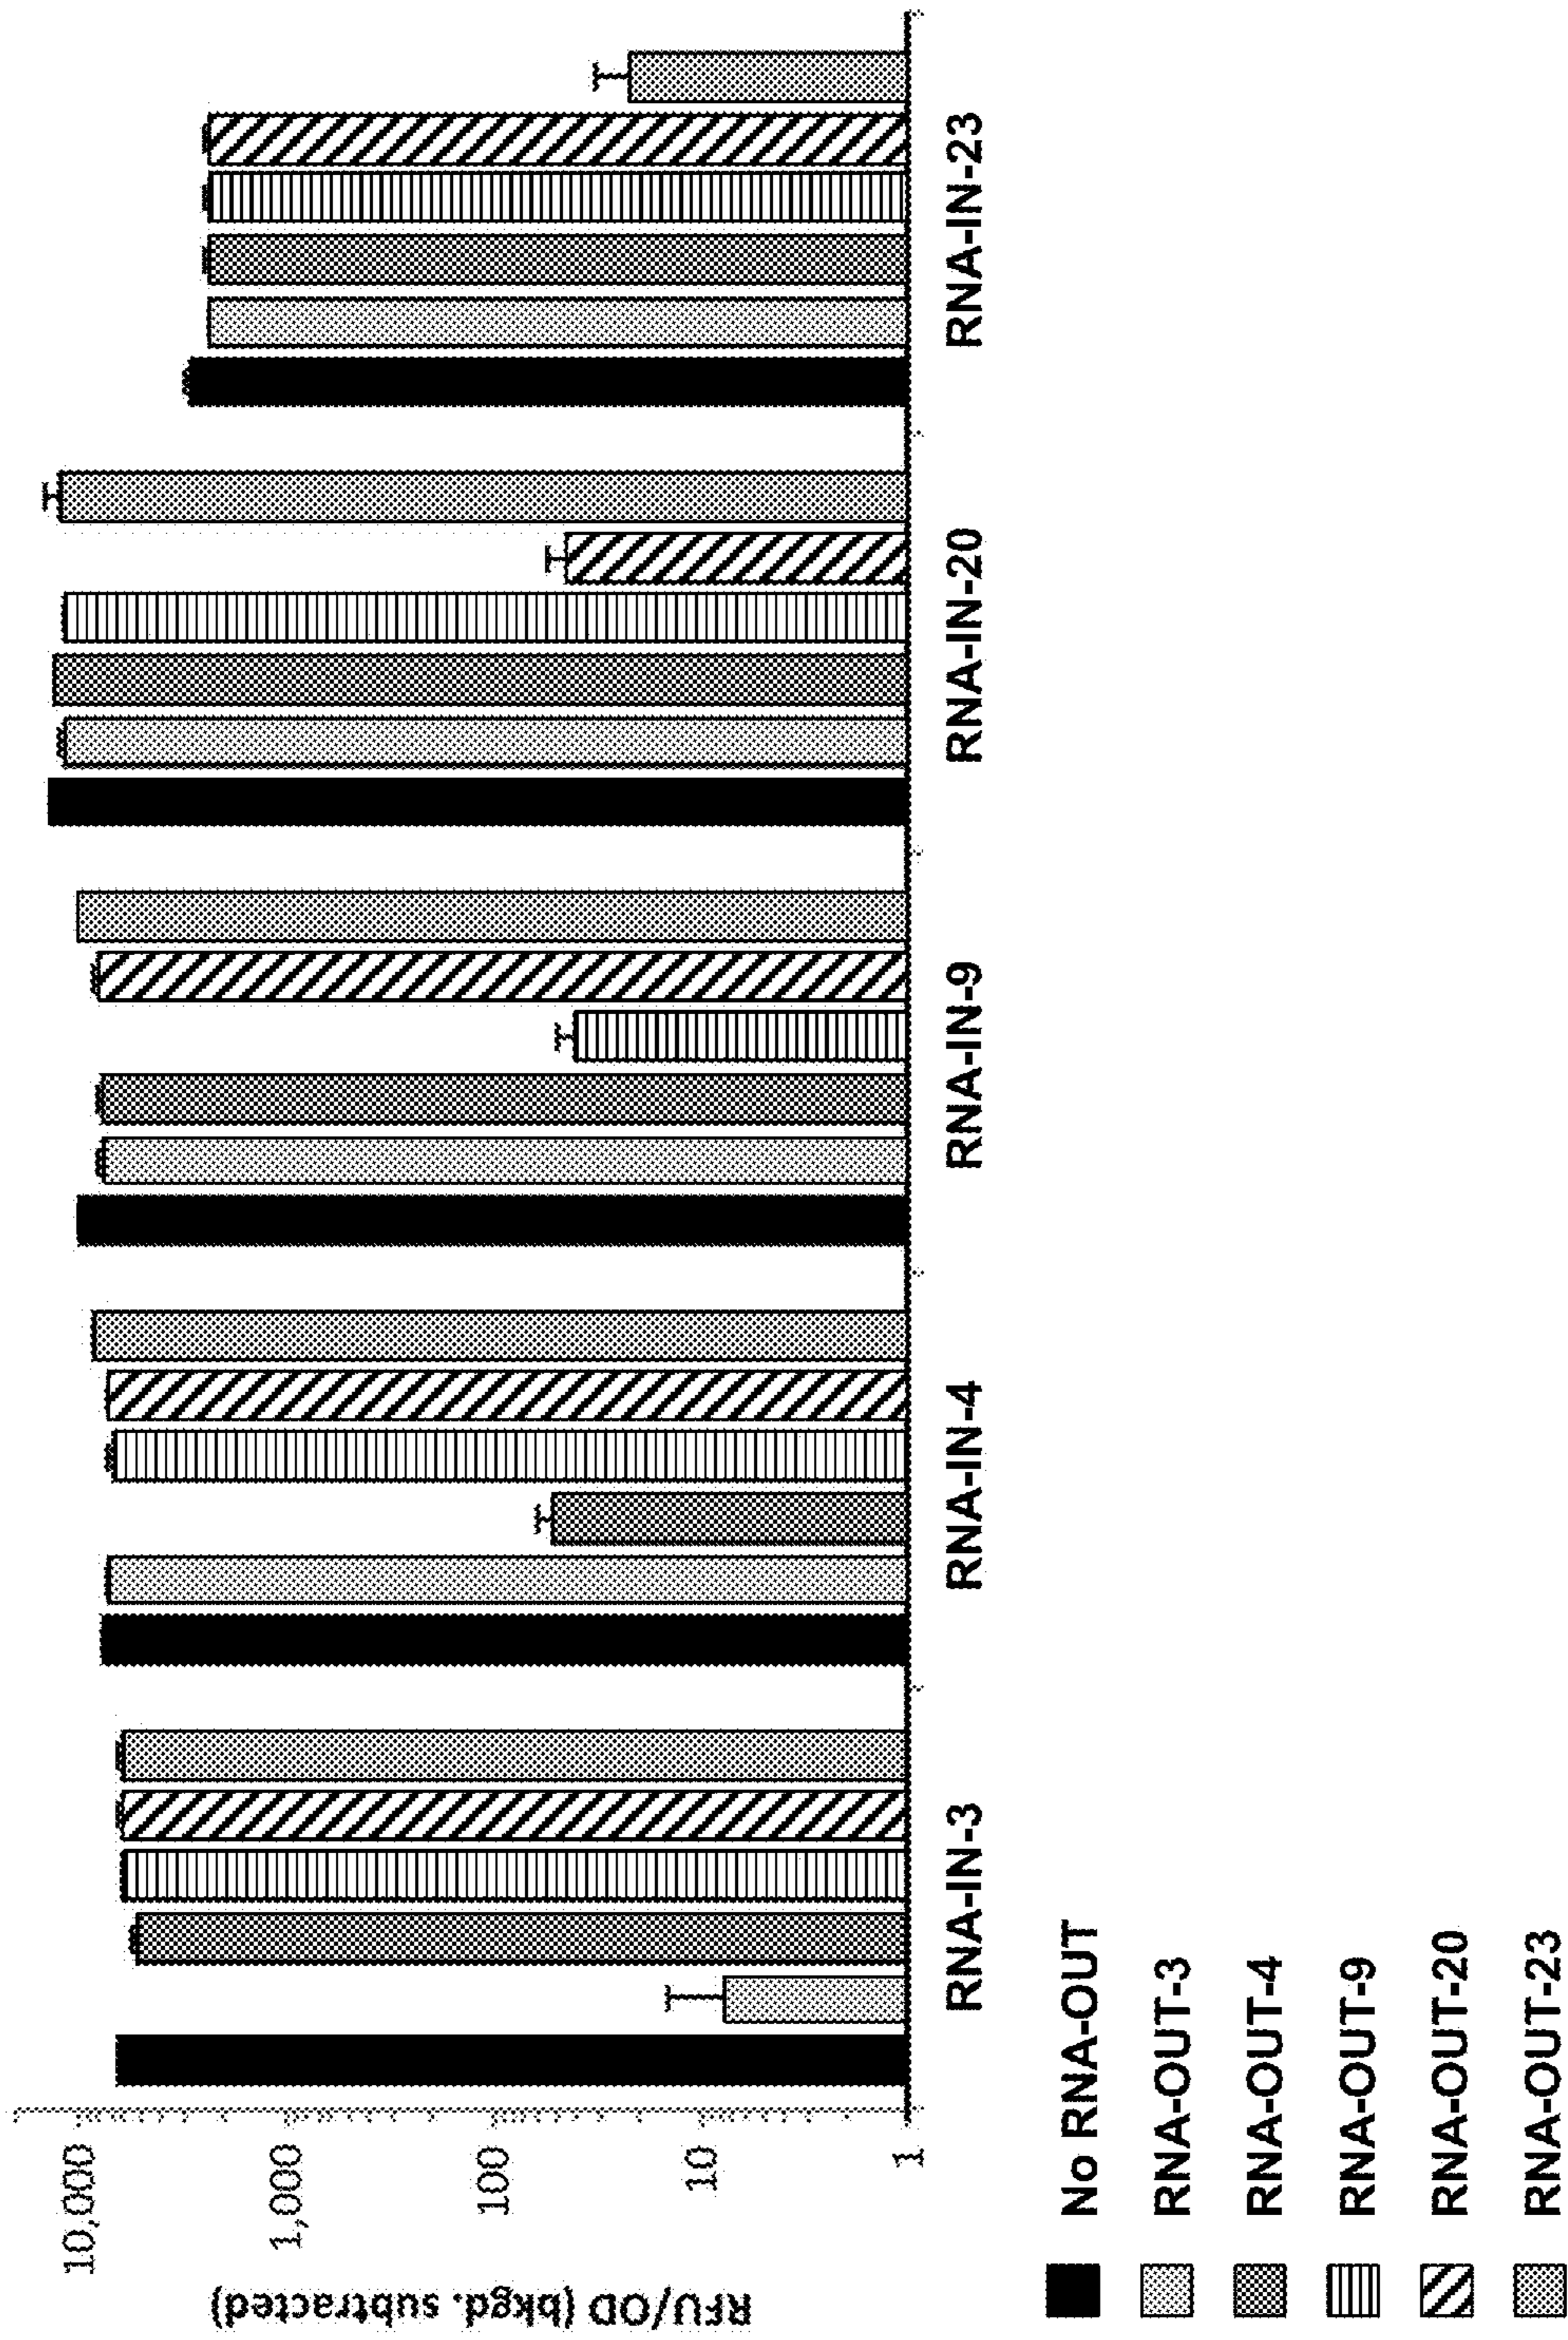 RFU/OD (bkgd. subtracted)
10,000
1,000
100
10
1
RNA-IN-3
RNA-IN-4
RNA-IN-9
RNA-IN-20
RNA-IN-23
No RNA-OUT
RNA-OUT-3
RNA-OUT-4
RNA-OUT-9
RNA-OUT-20
RNA-OUT-23